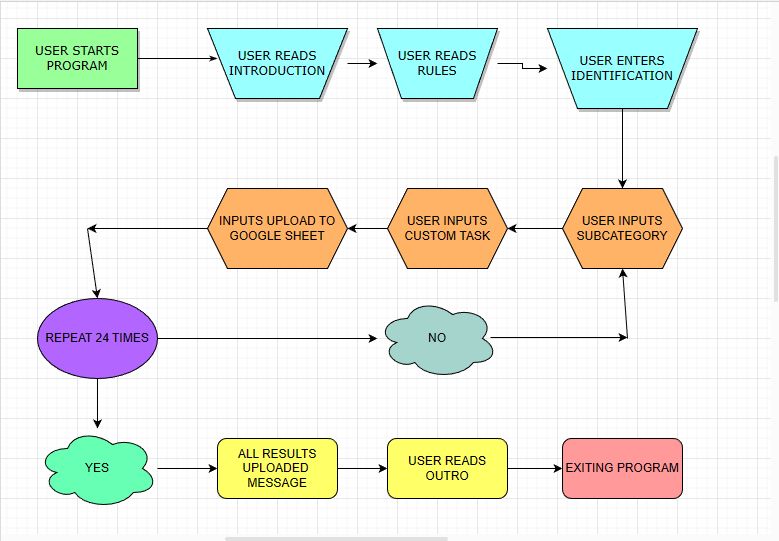 USER STARTS
PROGRAM
USER READS
INTRODUCTION
USER READS
RULES
USER ENTERS
IDENTIFICATION
INPUTS UPLOAD TO
GOOGLE SHEET
USER INPUTS
CUSTOM TASK
USER INPUTS
SUBCATEGORY
REPEAT 24 TIMES
NO
YES
ALL RESULTS
UPLOADED
MESSAGE
USER READS
OUTRO
EXITING PROGRAM